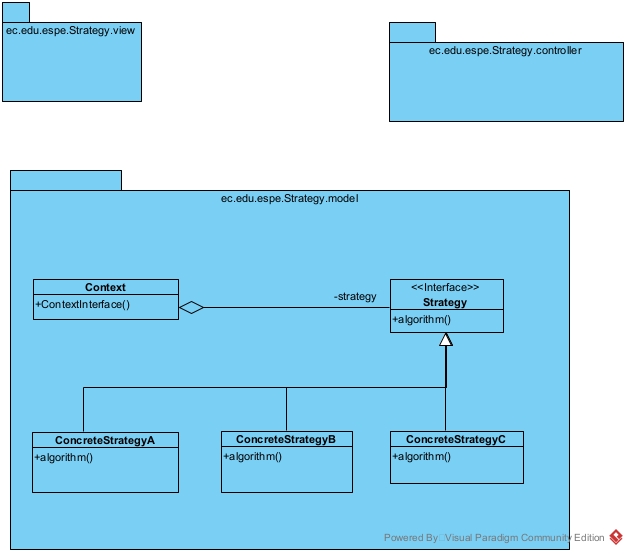 ec.edu.espe.Strategy.view
ec.edu.espe.Strategy.controller
ec.edu.espe.Strategy.model
Context
+ContextInterface()
-strategy
<<Interface>>
Strategy
+algorithm()
ConcreteStrategyA
+algorithm()
ConcreteStrategyB
+algorithm()
ConcreteStrategyC
+algorithm()
Powered By Visual Paradigm Community Edition